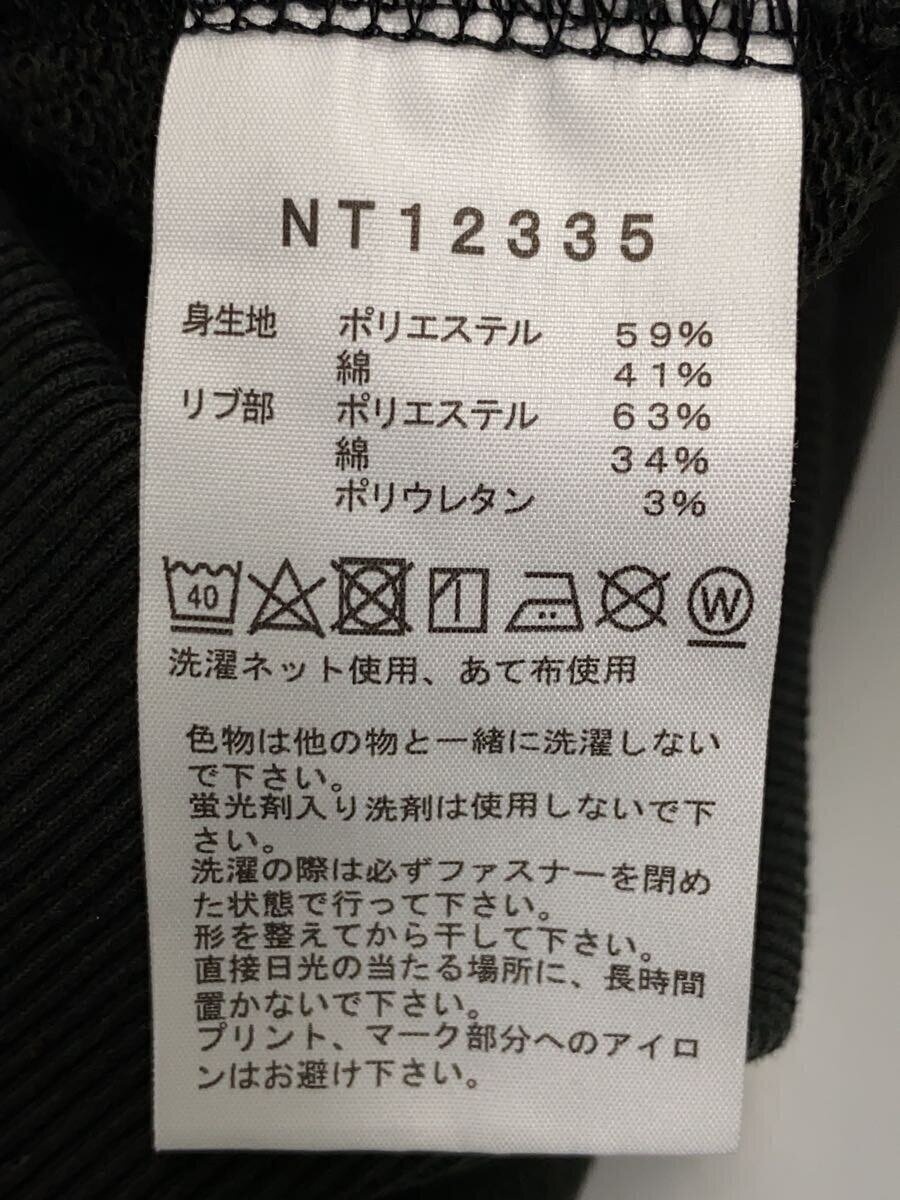 NT12335
身生地 ポリエステル 59%
綿 41%
リブ部 ポリエステル 63%
綿 34%
ポリウレタン 3%
40 W
洗濯ネット使用、あて布使用
色物は他の物と一緒に洗濯しない
で下さい。
蛍光剤入り洗剤は使用しないで下
さい。
洗濯の際は必ずファスナーを閉め
た状態で行って下さい。
形を整えてから干して下さい。
直接日光の当たる場所に、長時間
置かないで下さい。
プリント、マーク部分へのアイロ
ンはお避け下さい。